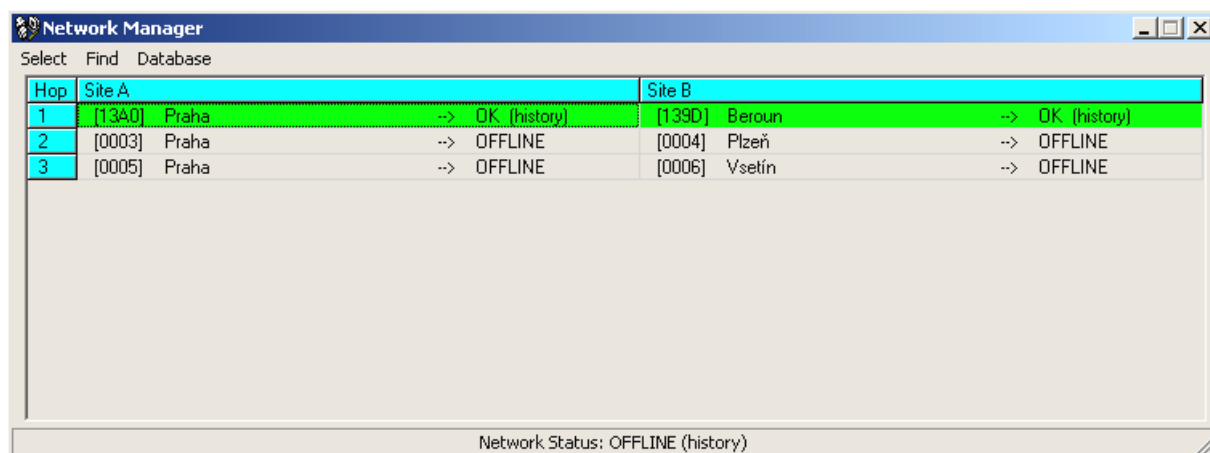 Network Manager
Select Find Database
Hop Site A Site B
1 [13A0] Praha --> OK (history) [139D] Beroun --> OK (history)
2 [0003] Praha --> OFFLINE [0004] Plzeň --> OFFLINE
3 [0005] Praha --> OFFLINE [0006] Vsetín --> OFFLINE
Network Status: OFFLINE (history)